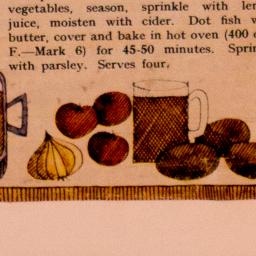 vegetables, season, sprinkle with
juice, moisten with cider. Dot fish
butter, cover and bake in hot oven (400
F.—Mark 6) for 45-50 minutes.
with parsley. Serves four.